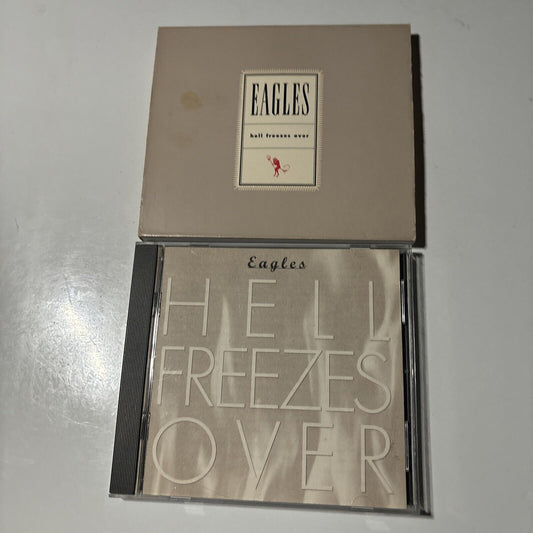 EAGLES
hell freezes over
Eagles
HELL
FREEZES
OVER